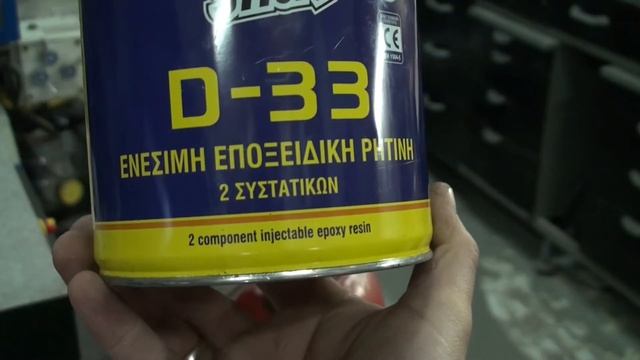 D-33
ΕΝΕΣΙΜΗ ΕΠΟΞΕΙΔΙΚΗ ΡΗΤΙΝΗ
2 ΣΥΣΤΑΤΙΚΩΝ
2 component injectable epoxy resin